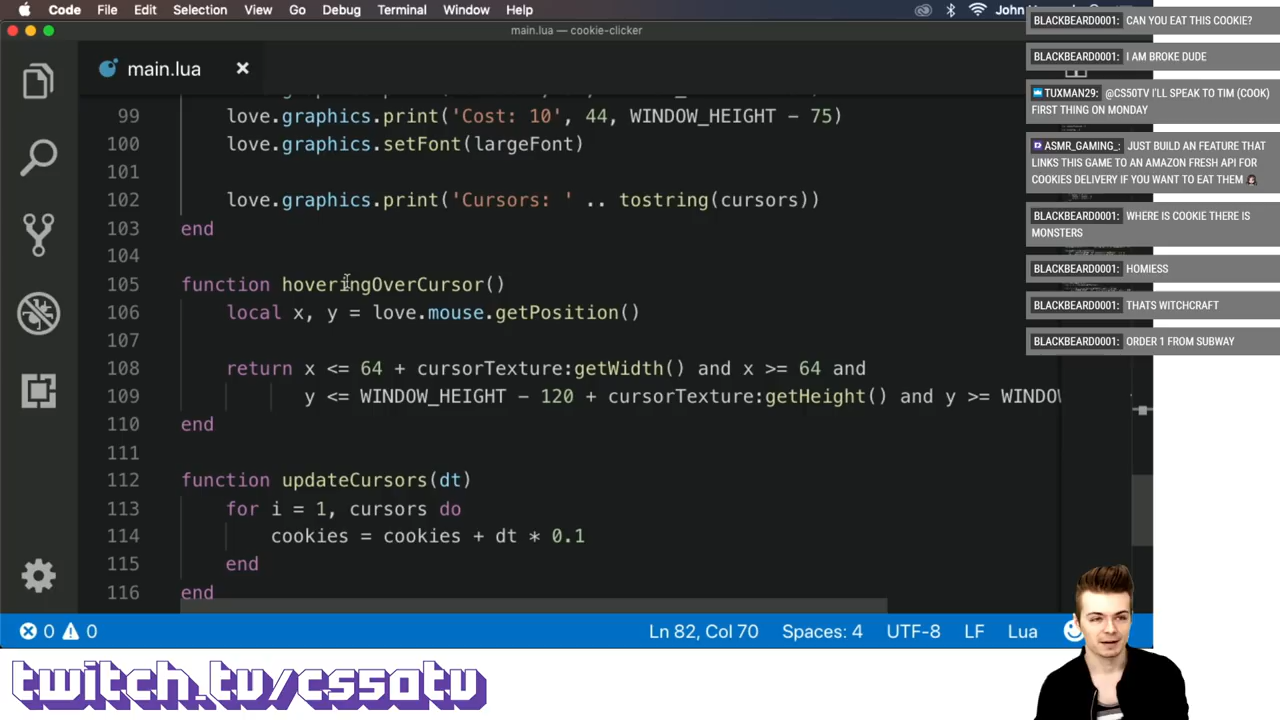 Code File Edit Selection View Go Debug Terminal Window Help
main.lua — cookie-clicker
main.lua
99 love.graphics.print('Cost: 10', 44, WINDOW_HEIGHT - 75)
100 love.graphics.setFont(largeFont)
101
102 love.graphics.print('Cursors: ' .. tostring(cursors))
103 end
104
105 function hoveringOverCursor()
106 local x, y = love.mouse.getPosition()
107
108 return x <= 64 + cursorTexture:getWidth() and x >= 64 and
109 y <= WINDOW_HEIGHT - 120 + cursorTexture:getHeight() and y >=
110 end
111
112 function updateCursors(dt)
113 for i = 1, cursors do
114 cookies = cookies + dt * 0.1
115 end
116 end
0 0 Ln 82, Col 70 Spaces: 4 UTF-8 LF Lua
BLACKBEARD0001: CAN YOU EAT THIS COOKIE?
BLACKBEARD0001: I AM BROKE DUDE
TUXMAN29: @CS50TV I'LL SPEAK TO TIM (COOK)
FIRST THING ON MONDAY
ASMR_GAMING_: JUST BUILD AN FEATURE THAT
LINKS THIS GAME TO AN AMAZON FRESH API FOR
COOKIES DELIVERY IF YOU WANT TO EAT THEM
BLACKBEARD0001: WHERE IS COOKIE THERE IS
MONSTERS
BLACKBEARD0001: HOMIESS
BLACKBEARD0001: THATS WITCHCRAFT
BLACKBEARD0001: ORDER 1 FROM SUBWAY
twitch.tv/cs50tv